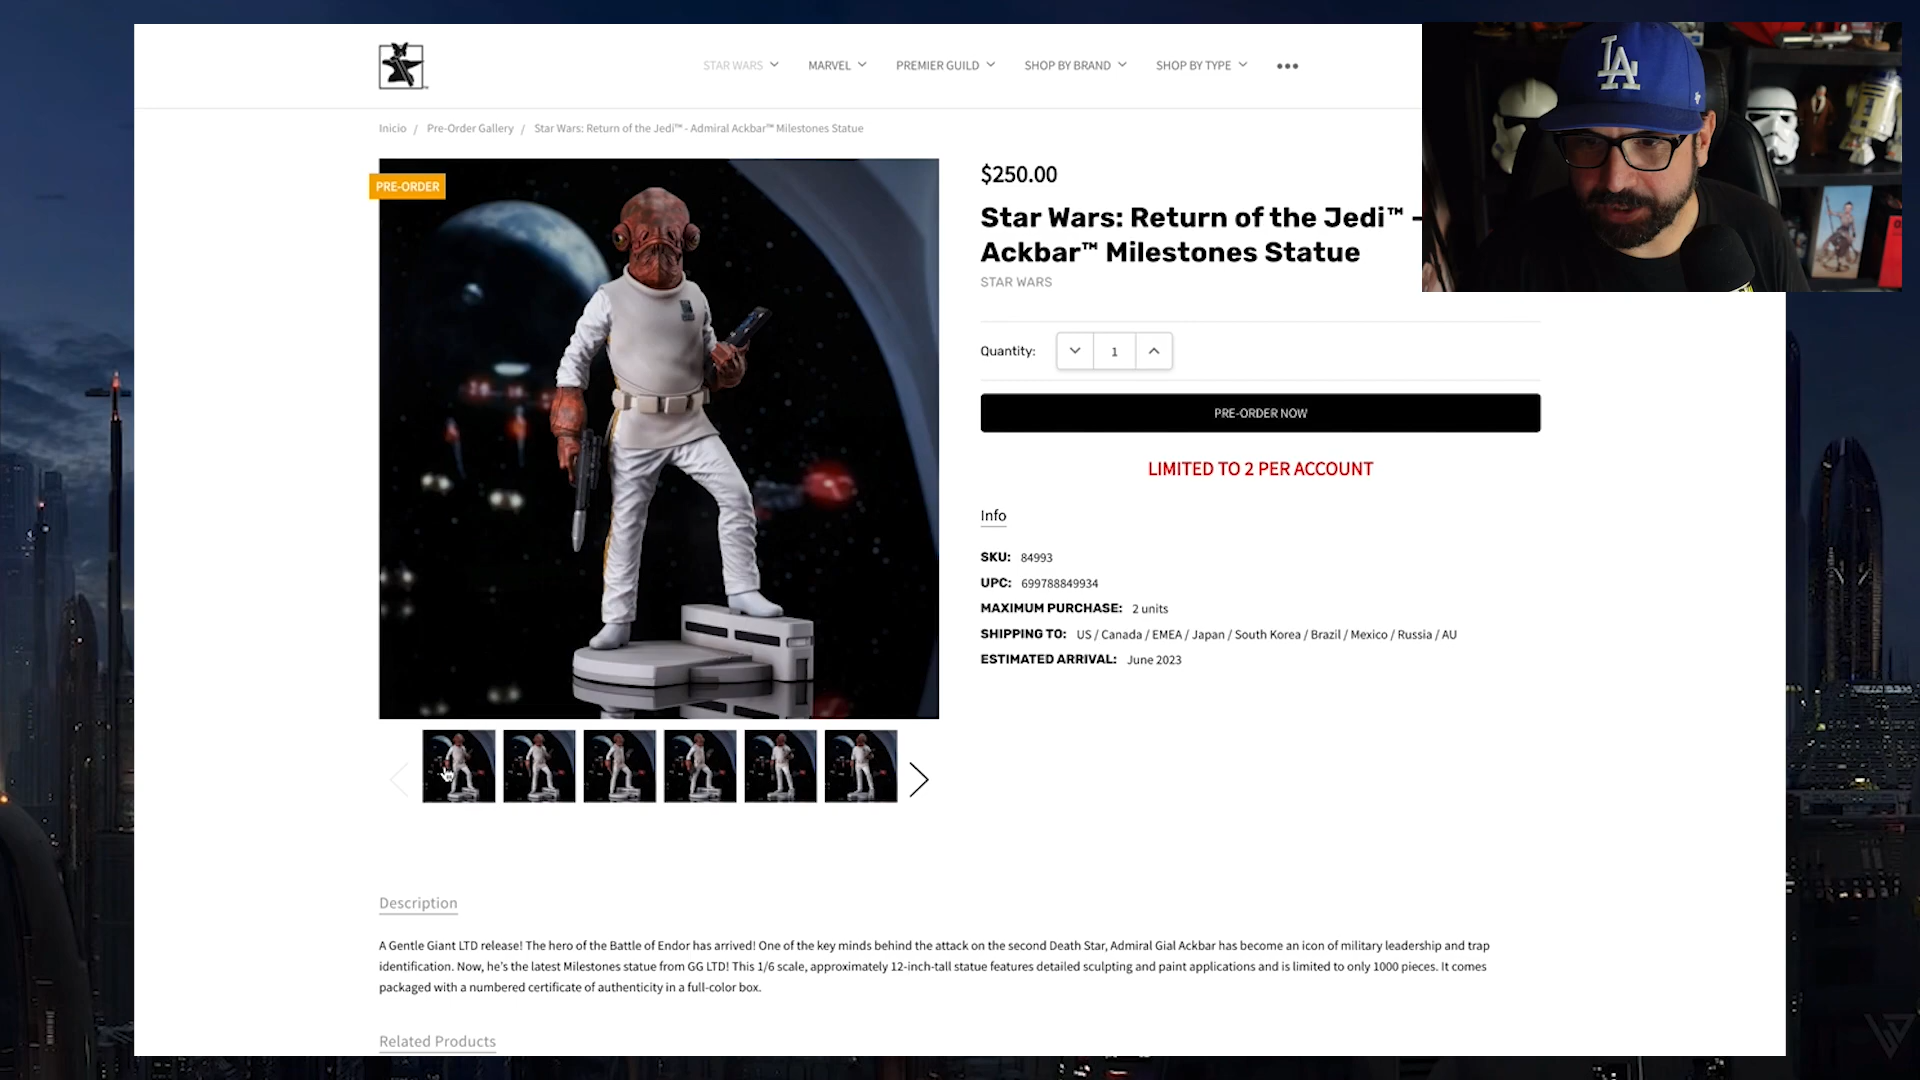 STAR WARS
MARVEL
PREMIER GUILD
SHOP BY BRAND
SHOP BY TYPE
Inicio / Pre-Order Gallery / Star Wars: Return of the Jedi™ - Admiral Ackbar™ Milestones Statue
PRE-ORDER
$250.00
Star Wars: Return of the Jedi™ -
Ackbar™ Milestones Statue
STAR WARS
Quantity: 1
PRE-ORDER NOW
LIMITED TO 2 PER ACCOUNT
Info
SKU: 84993
UPC: 699788849934
MAXIMUM PURCHASE: 2 units
SHIPPING TO: US / Canada / EMEA / Japan / South Korea / Brazil / Mexico / Russia / AU
ESTIMATED ARRIVAL: June 2023
Description
A Gentle Giant LTD release! The hero of the Battle of Endor has arrived! One of the key minds behind the attack on the second Death Star, Admiral Gial Ackbar has become an icon of military leadership and trap
identification. Now, he's the latest Milestones statue from GG LTD! This 1/6 scale, approximately 12-inch-tall statue features detailed sculpting and paint applications and is limited to only 1000 pieces. It comes
packaged with a numbered certificate of authenticity in a full-color box.
Related Products
LA